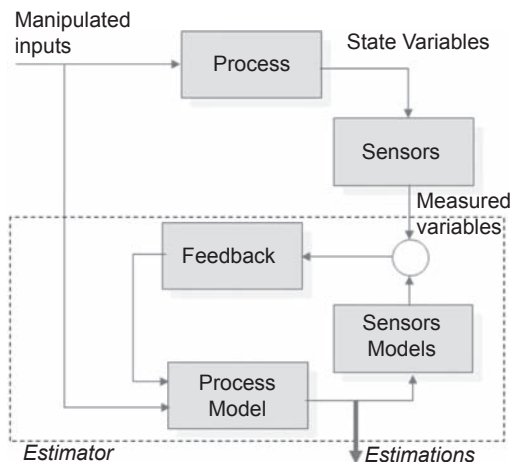 Manipulated
inputs
Process
State Variables
Sensors
Measured
variables
Feedback
Sensors
Models
Process
Model
Estimator
Estimations